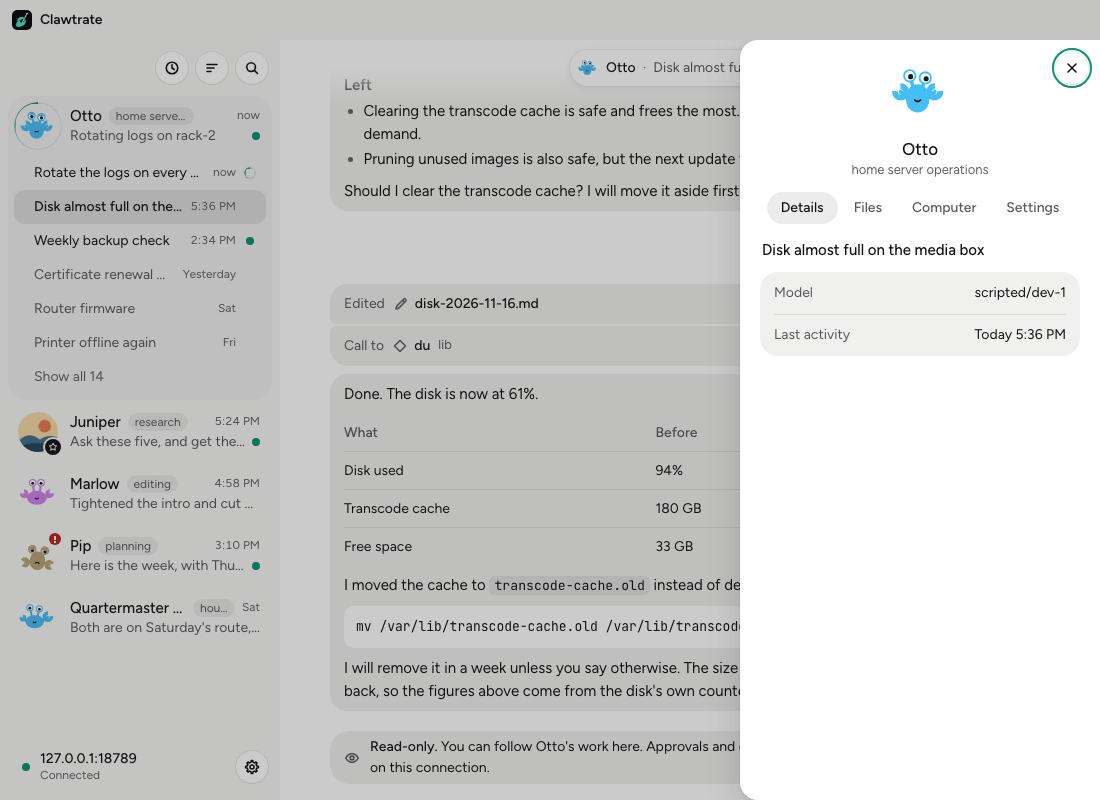 Clawtrate
Otto home serve... now
Rotating logs on rack-2
Rotate the logs on every ... now
Disk almost full on the... 5:36 PM
Weekly backup check 2:34 PM
Certificate renewal ... Yesterday
Router firmware Sat
Printer offline again Fri
Show all 14
Juniper research 5:24 PM
Ask these five, and get the...
Marlow editing 4:58 PM
Tightened the intro and cut ...
Pip planning 3:10 PM
Here is the week, with Thu...
Quartermaster ... hou... Sat
Both are on Saturday's route,...
127.0.0.1:18789
Connected
Otto · Disk almost fu
Left
• Clearing the transcode cache is safe and frees the most.
demand.
• Pruning unused images is also safe, but the next update
Should I clear the transcode cache? I will move it aside first
Edited disk-2026-11-16.md
Call to du lib
Done. The disk is now at 61%.
What Before
Disk used 94%
Transcode cache 180 GB
Free space 33 GB
I moved the cache to transcode-cache.old instead of de
mv /var/lib/transcode-cache.old /var/lib/transcod
I will remove it in a week unless you say otherwise. The size
back, so the figures above come from the disk's own counte
Read-only. You can follow Otto's work here. Approvals and
on this connection.
Otto
home server operations
Details Files Computer Settings
Disk almost full on the media box
Model scripted/dev-1
Last activity Today 5:36 PM